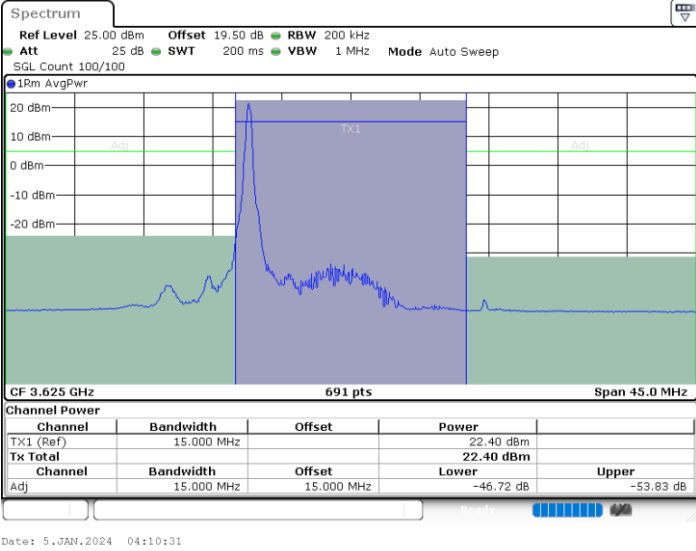 Spectrum
Ref Level 25.00 dBm Offset 19.50 dB RBW 200 kHz
Att 25 dB SWT 200 ms VBW 1 MHz Mode Auto Sweep
SGL Count 100/100
1Rm AvgPwr
20 dBm
TX1
10 dBm
Adj Adj
0 dBm
-10 dBm
-20 dBm
CF 3.625 GHz 691 pts Span 45.0 MHz
Channel Power
Channel Bandwidth Offset Power
TX1 (Ref) 15.000 MHz 22.40 dBm
Tx Total 22.40 dBm
Channel Bandwidth Offset Lower Upper
Adj 15.000 MHz 15.000 MHz -46.72 dB -53.83 dB
Ready
Date: 5.JAN.2024 04:10:31